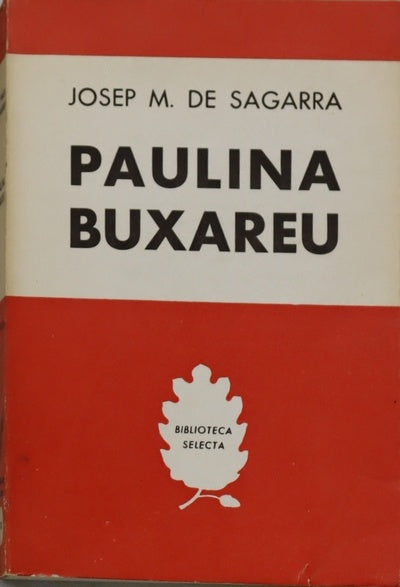 JOSEP M. DE SAGARRA
PAULINA
BUXAREU
BIBLIOTECA
SELECTA